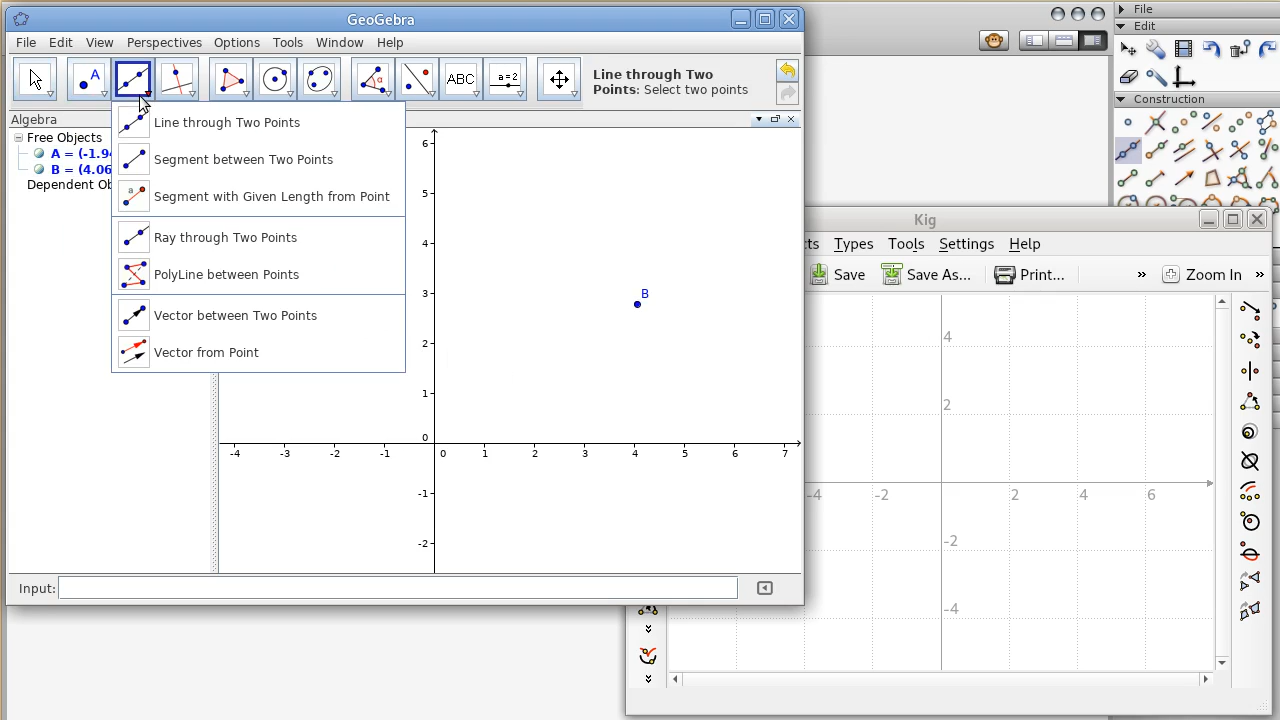 GeoGebra
File Edit View Perspectives Options Tools Window Help
A
α
ABC
a=2
Line through Two
Points: Select two points
Algebra
Free Objects
A = (-1.9
B = (4.06
Dependent Ob
Line through Two Points
Segment between Two Points
a
Segment with Given Length from Point
Ray through Two Points
PolyLine between Points
Vector between Two Points
Vector from Point
6
5
4
3
2
1
0
-1
-2
-4 -3 -2 -1 0 1 2 3 4 5 6 7
B
Input:
File
Edit
Construction
Kig
ts Types Tools Settings Help
Save Save As... Print... » Zoom In »
4
2
-4 -2 2 4 6
-2
-4